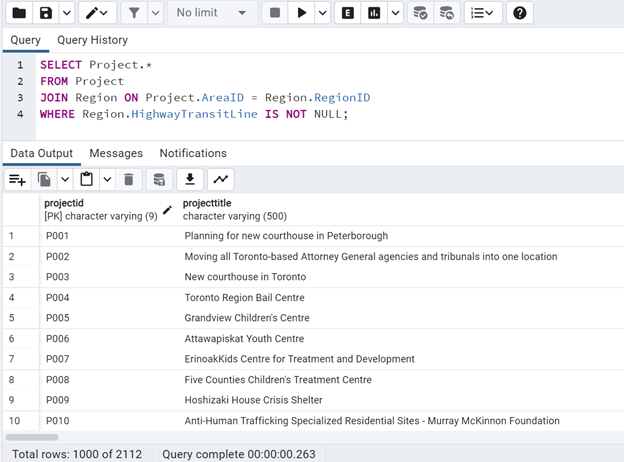 No limit
Query Query History
1 SELECT Project.*
2 FROM Project
3 JOIN Region ON Project.AreaID = Region.RegionID
4 WHERE Region.HighwayTransitLine IS NOT NULL;
Data Output Messages Notifications
projectid projecttitle
[PK] character varying (9) character varying (500)
1 P001 Planning for new courthouse in Peterborough
2 P002 Moving all Toronto-based Attorney General agencies and tribunals into one location
3 P003 New courthouse in Toronto
4 P004 Toronto Region Bail Centre
5 P005 Grandview Children's Centre
6 P006 Attawapiskat Youth Centre
7 P007 ErinoakKids Centre for Treatment and Development
8 P008 Five Counties Children's Treatment Centre
9 P009 Hoshizaki House Crisis Shelter
10 P010 Anti-Human Trafficking Specialized Residential Sites - Murray McKinnon Foundation
Total rows: 1000 of 2112 Query complete 00:00:00.263